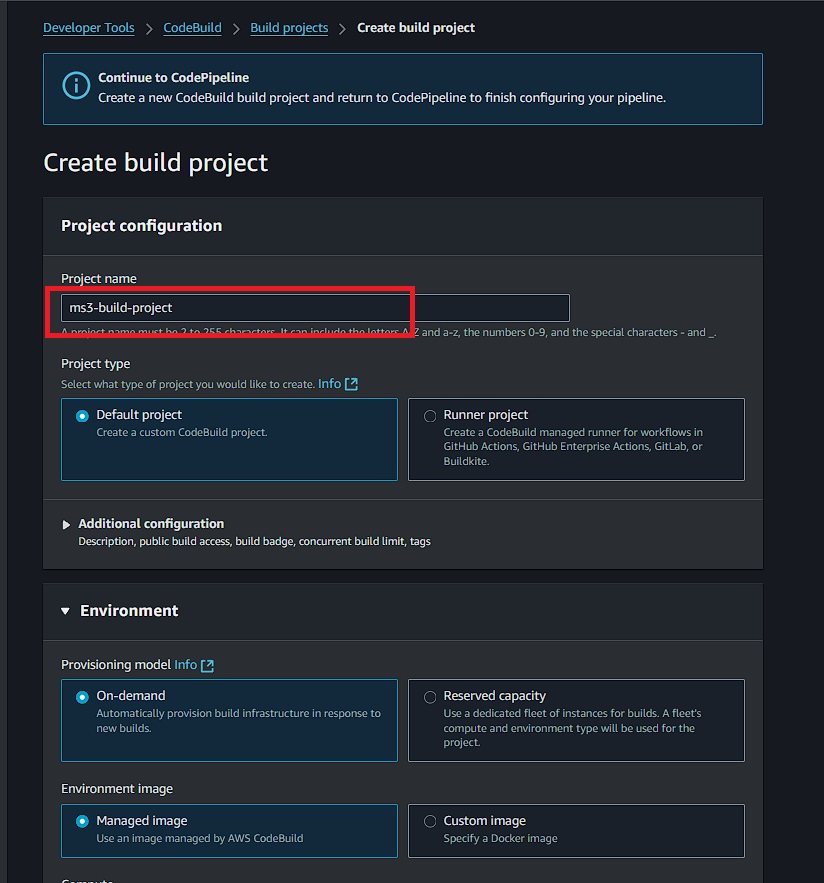 Developer Tools > CodeBuild > Build projects > Create build project
Continue to CodePipeline
Create a new CodeBuild build project and return to CodePipeline to finish configuring your pipeline.
Create build project
Project configuration
Project name
ms3-build-project
A project name must be 2 to 255 characters. It can include the letters A-Z and a-z, the numbers 0-9, and the special characters - and _.
Project type
Select what type of project you would like to create. Info
Default project
Create a custom CodeBuild project.
Runner project
Create a CodeBuild managed runner for workflows in
GitHub Actions, GitHub Enterprise Actions, GitLab, or
Buildkite.
Additional configuration
Description, public build access, build badge, concurrent build limit, tags
Environment
Provisioning model Info
On-demand
Automatically provision build infrastructure in response to
new builds.
Reserved capacity
Use a dedicated fleet of instances for builds. A fleet's
compute and environment type will be used for the
project.
Environment image
Managed image
Use an image managed by AWS CodeBuild
Custom image
Specify a Docker image
Compute